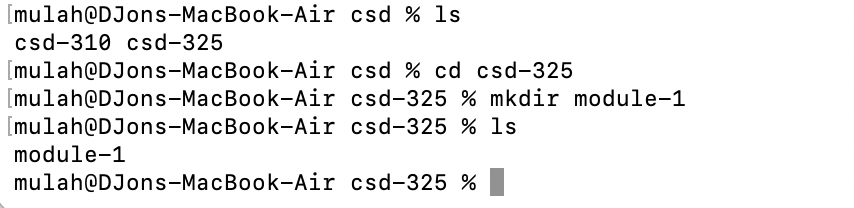 [mulah@DJons-MacBook-Air csd % ls
csd-310 csd-325
[mulah@DJons-MacBook-Air csd % cd csd-325
[mulah@DJons-MacBook-Air csd-325 % mkdir module-1
[mulah@DJons-MacBook-Air csd-325 % ls
module-1
mulah@DJons-MacBook-Air csd-325 %